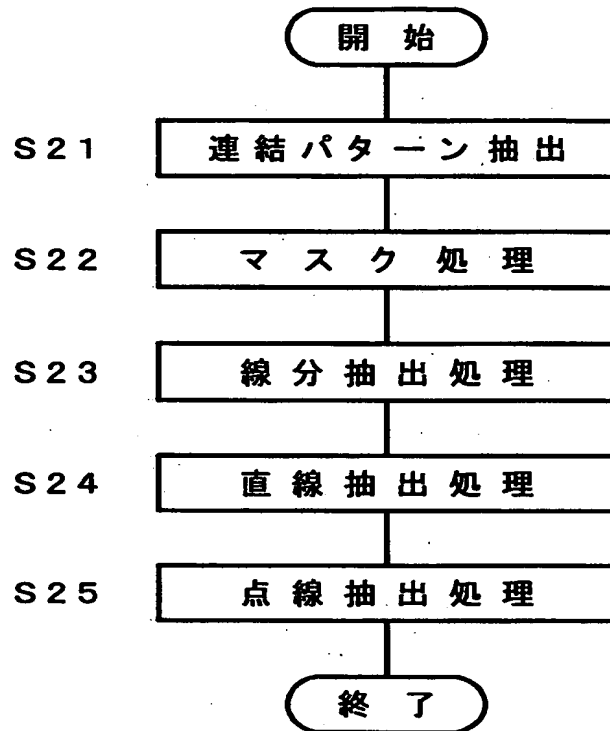 開始
S21 連結パターン抽出
S22 マスク処理
S23 線分抽出処理
S24 直線抽出処理
S25 点線抽出処理
終了